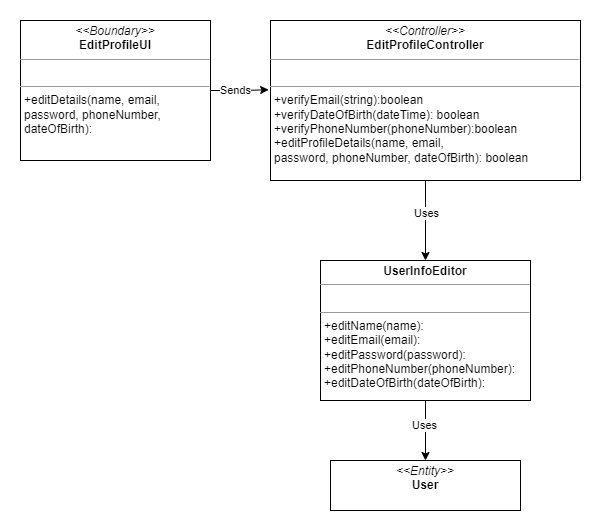 <<Boundary>>
EditProfileUI
+editDetails(name, email,
password, phoneNumber,
dateOfBirth):
Sends
<<Controller>>
EditProfileController
+verifyEmail(string):boolean
+verifyDateOfBirth(dateTime): boolean
+verifyPhoneNumber(phoneNumber):boolean
+editProfileDetails(name, email,
password, phoneNumber, dateOfBirth): boolean
Uses
UserInfoEditor
+editName(name):
+editEmail(email):
+editPassword(password):
+editPhoneNumber(phoneNumber):
+editDateOfBirth(dateOfBirth):
Uses
<<Entity>>
User